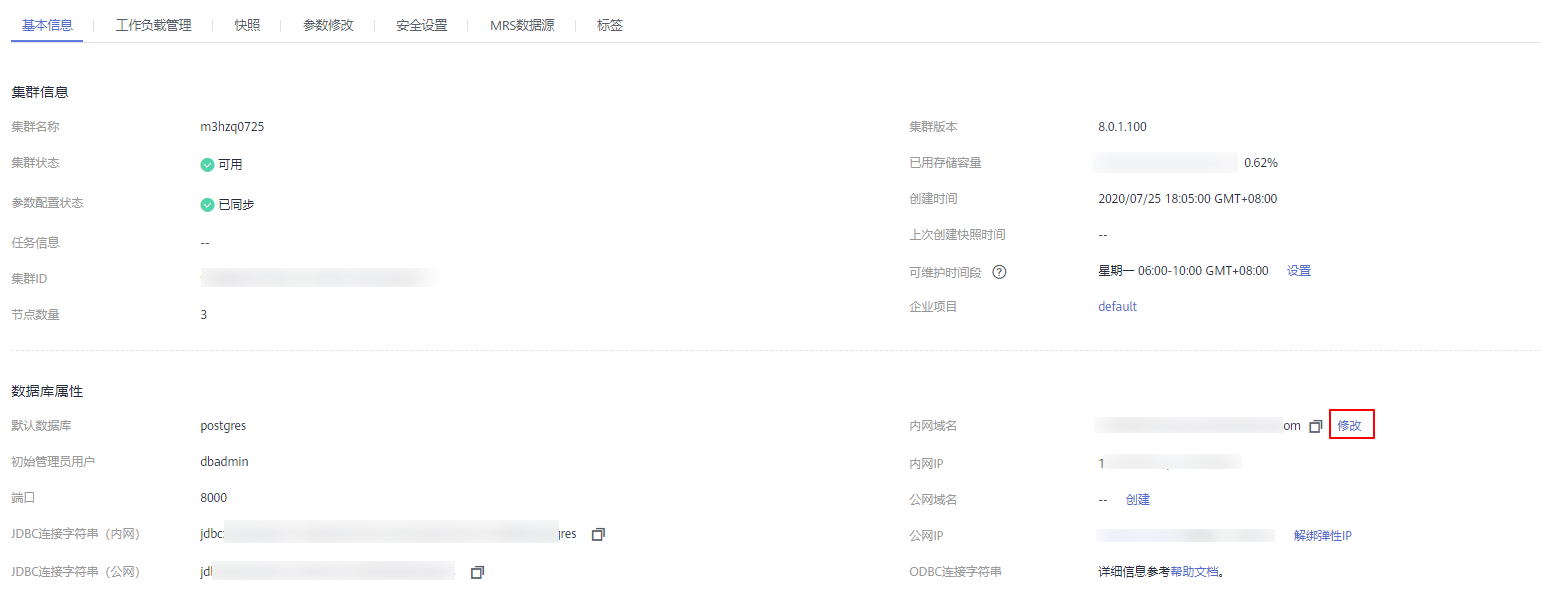 基本信息 工作负载管理 快照 参数修改 安全设置 MRS数据源 标签
集群信息
集群名称 m3hzq0725
集群状态 可用
参数配置状态 已同步
任务信息 --
集群ID
节点数量 3
集群版本 8.0.1.100
已用存储容量 0.62%
创建时间 2020/07/25 18:05:00 GMT+08:00
上次创建快照时间 --
可维护时间段 ? 星期一 06:00-10:00 GMT+08:00 设置
企业项目 default
数据库属性
默认数据库 postgres
初始管理员用户 dbadmin
端口 8000
JDBC连接字符串（内网） jdbc: res
JDBC连接字符串（公网）
内网域名 om 修改
内网IP 1
公网域名 -- 创建
公网IP 解绑弹性IP
ODBC连接字符串 详细信息参考帮助文档。